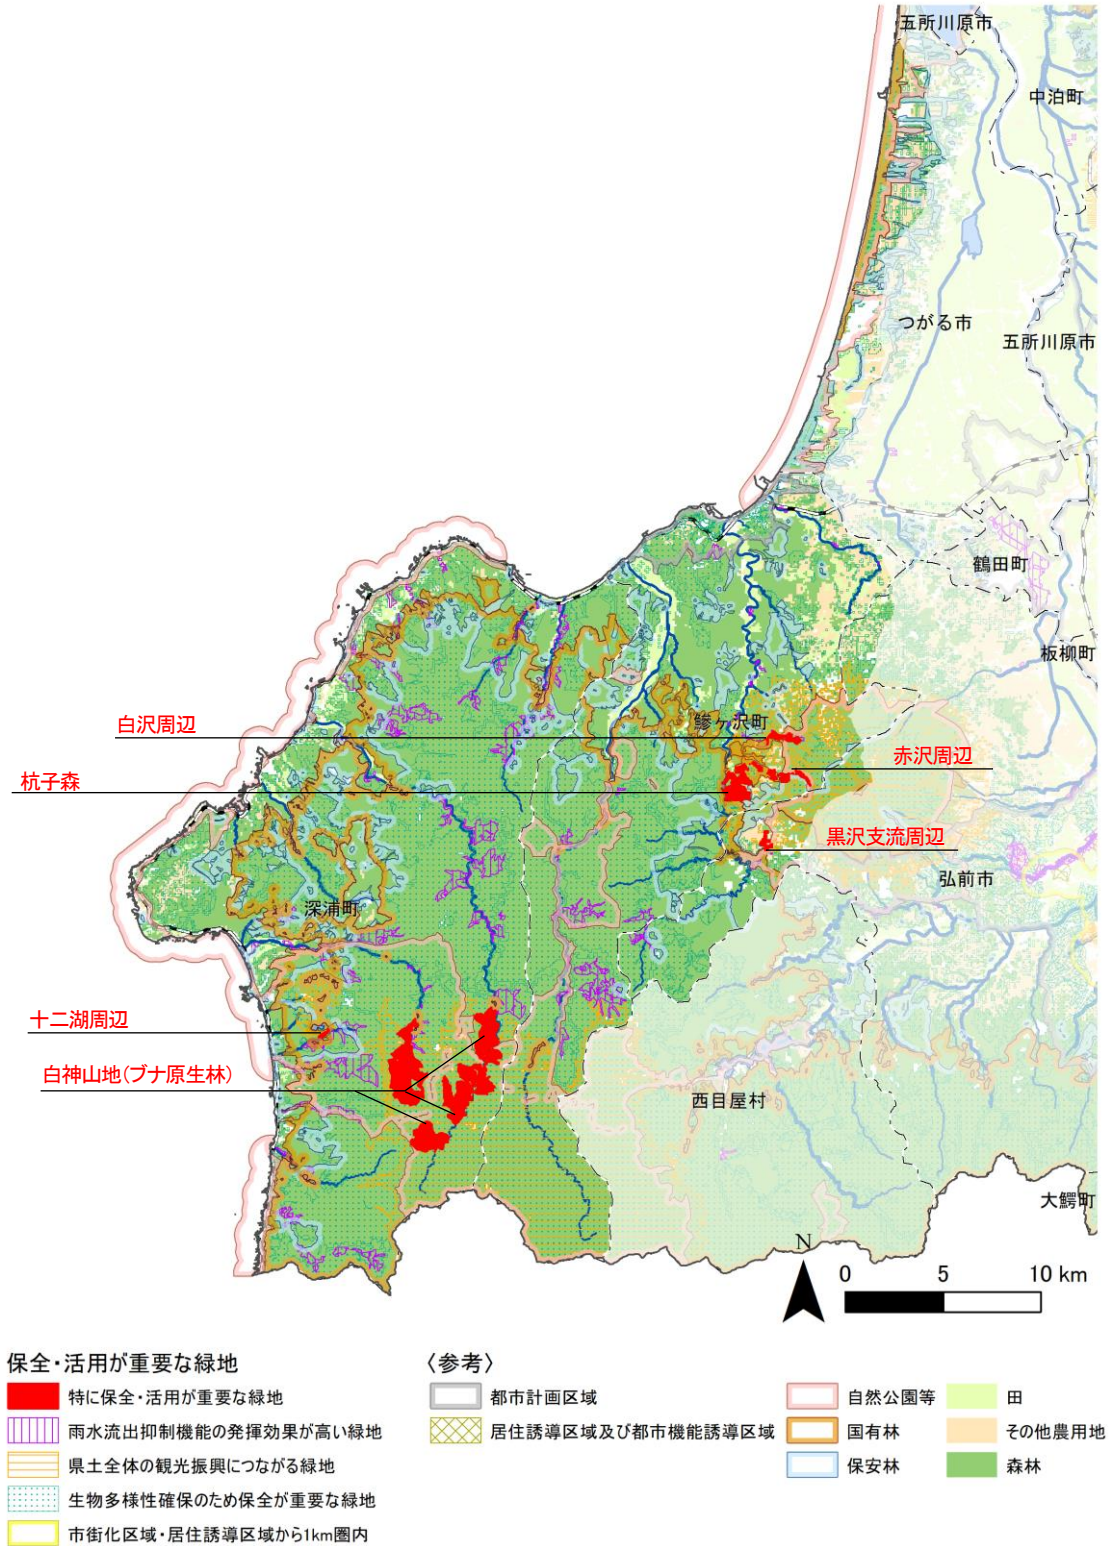 五所川原市
中泊町
つがる市
五所川原市
鶴田町
板柳町
白沢周辺
鰺ヶ沢町
赤沢周辺
杭子森
黒沢支流周辺
弘前市
深浦町
十二湖周辺
白神山地(ブナ原生林)
西目屋村
大鰐町
N
0 5 10 km
保全・活用が重要な緑地
特に保全・活用が重要な緑地
雨水流出抑制機能の発揮効果が高い緑地
県土全体の観光振興につながる緑地
生物多様性確保のため保全が重要な緑地
市街化区域・居住誘導区域から1km圏内
〈参考〉
都市計画区域
居住誘導区域及び都市機能誘導区域
自然公園等
国有林
保安林
田
その他農用地
森林